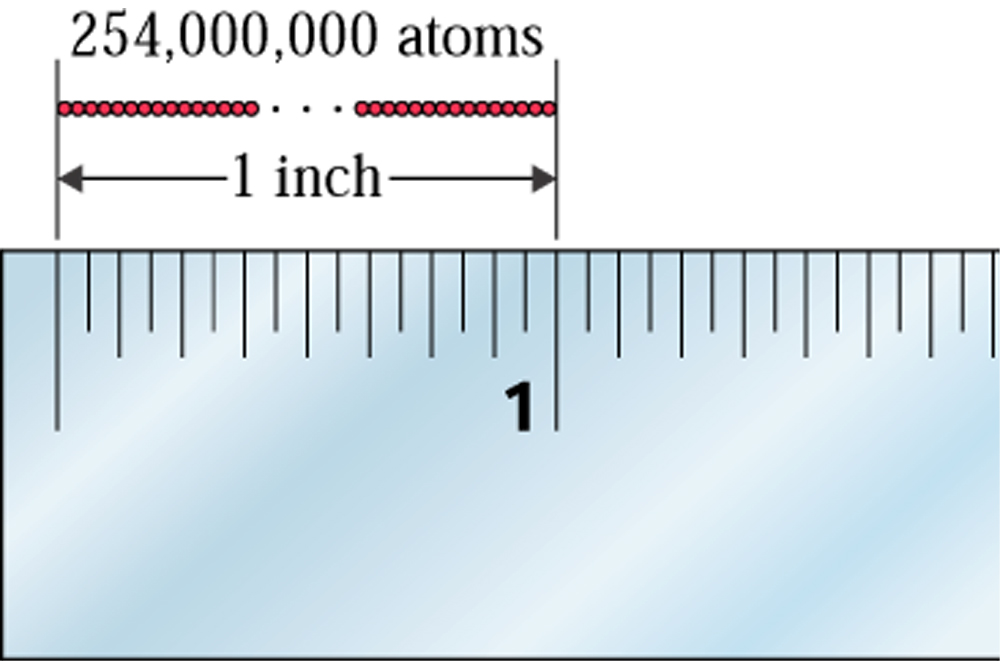 254,000,000 atoms
1 inch
1